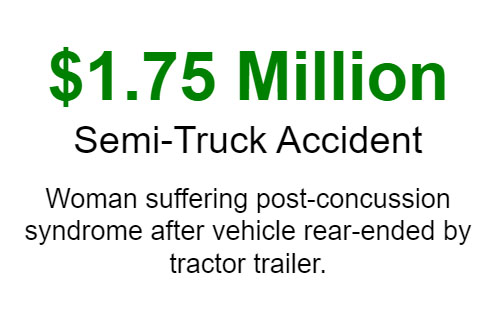 $1.75 Million
Semi-Truck Accident
Woman suffering post-concussion
syndrome after vehicle rear-ended by
tractor trailer.